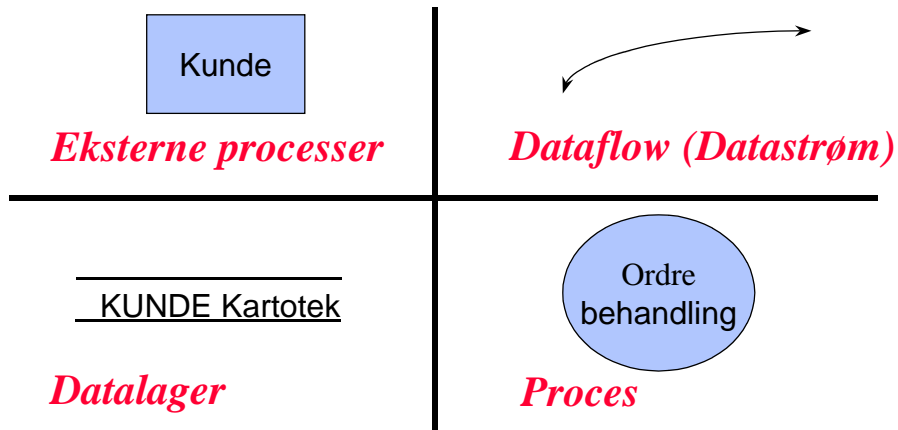 Kunde
Eksterne processer
Dataflow (Datastrøm)
KUNDE Kartotek
Datalager
Ordre
behandling
Proces